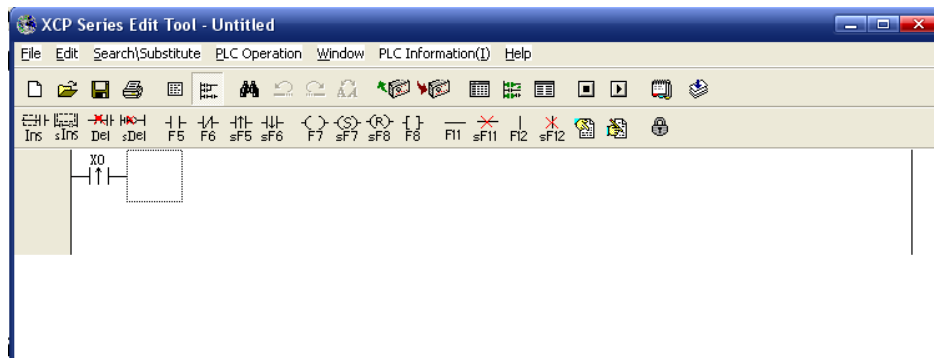 XCP Series Edit Tool - Untitled
File Edit Search\Substitute PLC Operation Window PLC Information(I) Help
Ins sIns Del sDel F5 F6 sF5 sF6 F7 sF7 sF8 F8 F11 sF11 F12 sF12
X0